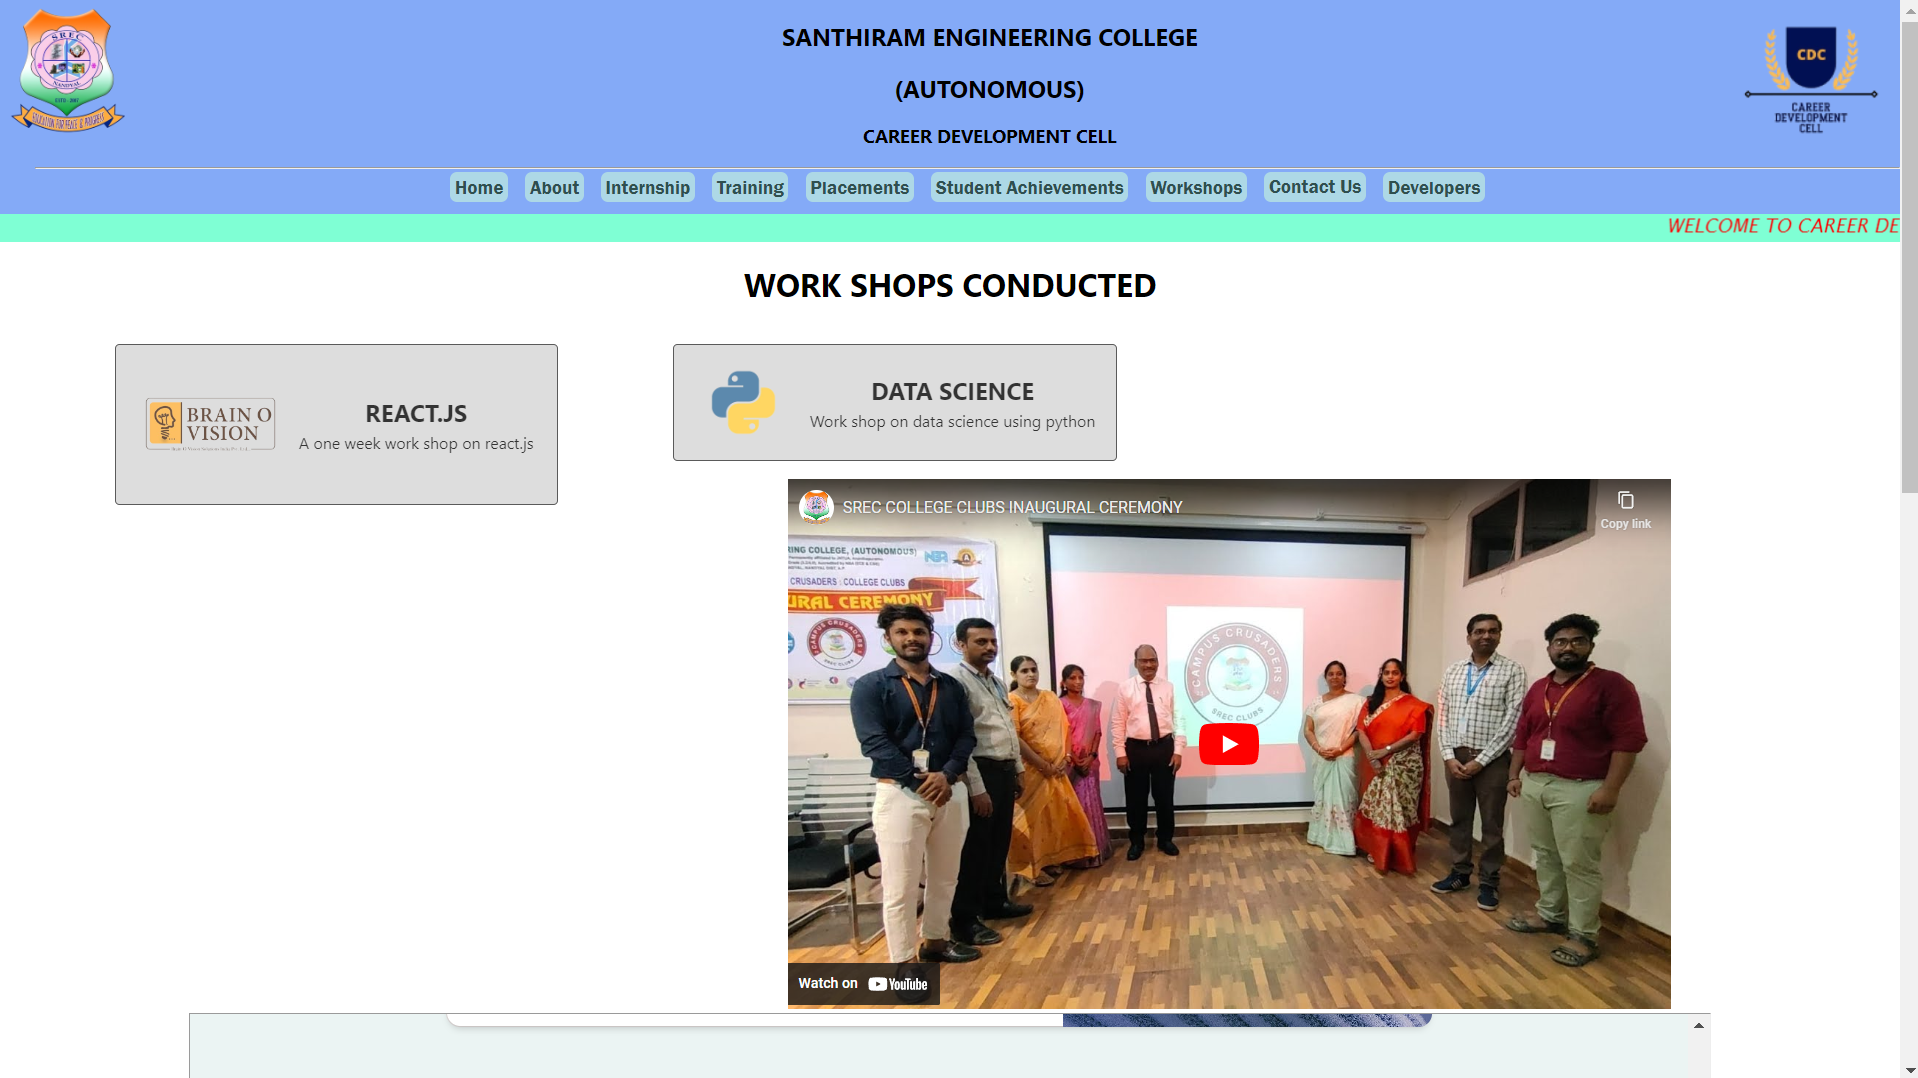 SREC
NANDYAL
ESTD - 2007
EDUCATION FOR PEACE & PROGRESS
SANTHIRAM ENGINEERING COLLEGE
(AUTONOMOUS)
CAREER DEVELOPMENT CELL
CDC
CAREER
DEVELOPMENT
CELL
Home
About
Internship
Training
Placements
Student Achievements
Workshops
Contact Us
Developers
WELCOME TO CAREER DE
WORK SHOPS CONDUCTED
BRAIN O
VISION
REACT.JS
A one week work shop on react.js
DATA SCIENCE
Work shop on data science using python
SREC COLLEGE CLUBS INAUGURAL CEREMONY
Copy link
RING COLLEGE, (AUTONOMOUS)
CRUSADERS : COLLEGE CLUBS
URAL CEREMONY
CAMPUS CRUSADERS
SREC CLUBS
CAMPUS CRUSADERS
SREC CLUBS
Watch on YouTube